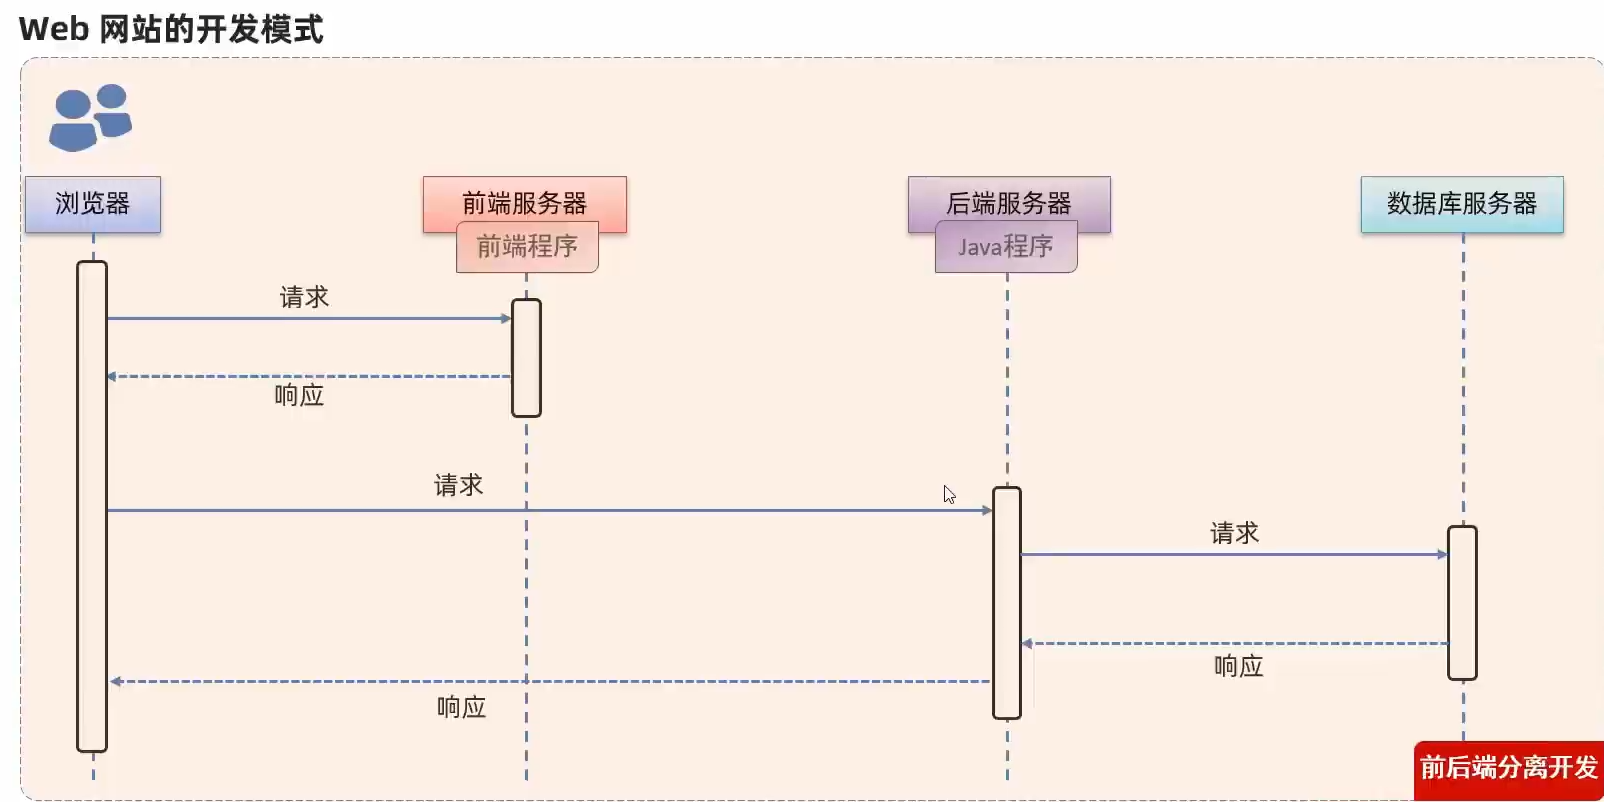 Web 网站的开发模式
浏览器
前端服务器
后端服务器
数据库服务器
前端程序
Java程序
请求
响应
请求
请求
响应
响应
前后端分离开发